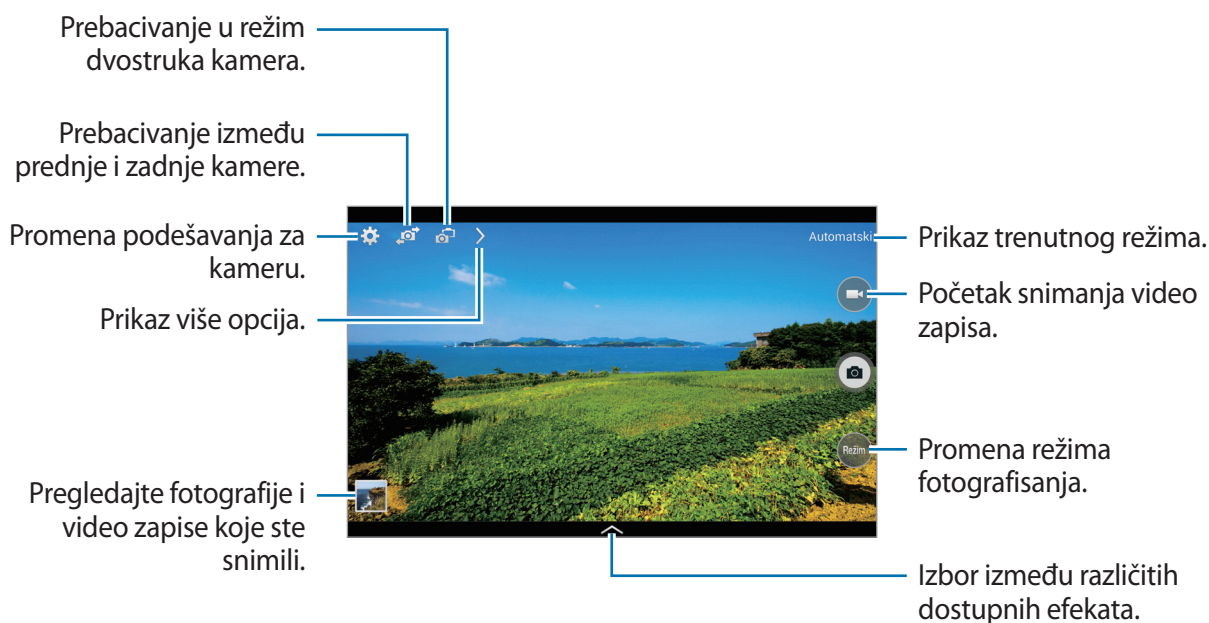 Prebacivanje u režim
dvostruka kamera.
Prebacivanje između
prednje i zadnje kamere.
Promena podešavanja za
kameru.
Prikaz više opcija.
Pregledajte fotografije i
video zapise koje ste
snimili.
Automatski
Režim
Prikaz trenutnog režima.
Početak snimanja video
zapisa.
Promena režima
fotografisanja.
Izbor između različitih
dostupnih efekata.